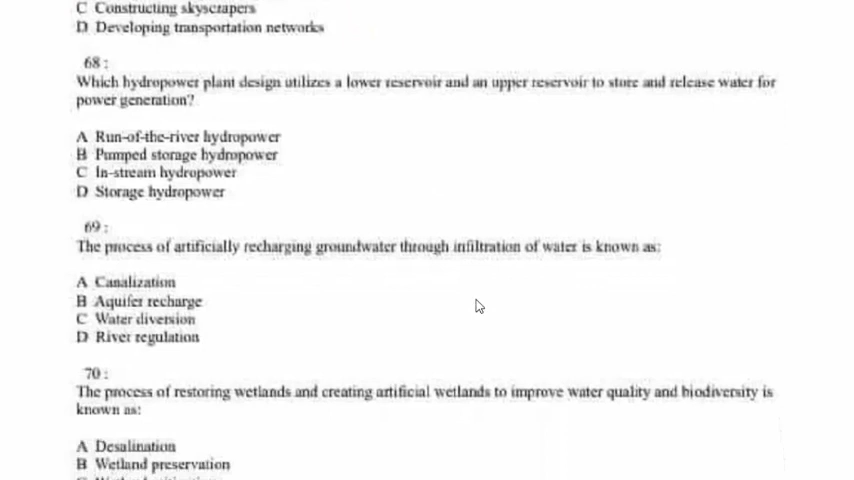 C Constructing skyscrapers
D Developing transportation networks
68 :
Which hydropower plant design utilizes a lower reservoir and an upper reservoir to store and release water for
power generation?
A Run-of-the-river hydropower
B Pumped storage hydropower
C In-stream hydropower
D Storage hydropower
69 :
The process of artificially recharging groundwater through infiltration of water is known as:
A Canalization
B Aquifer recharge
C Water diversion
D River regulation
70 :
The process of restoring wetlands and creating artificial wetlands to improve water quality and biodiversity is
known as:
A Desalination
B Wetland preservation